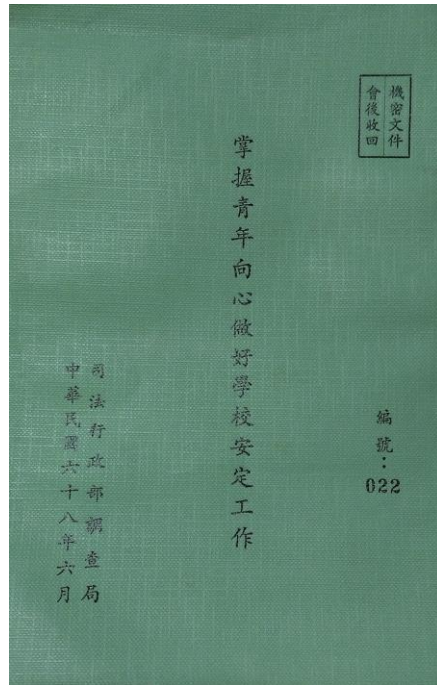 機密文件
會後收回
編號：022
掌握青年向心做好學校安定工作
司法行政部調查局
中華民國六十八年六月